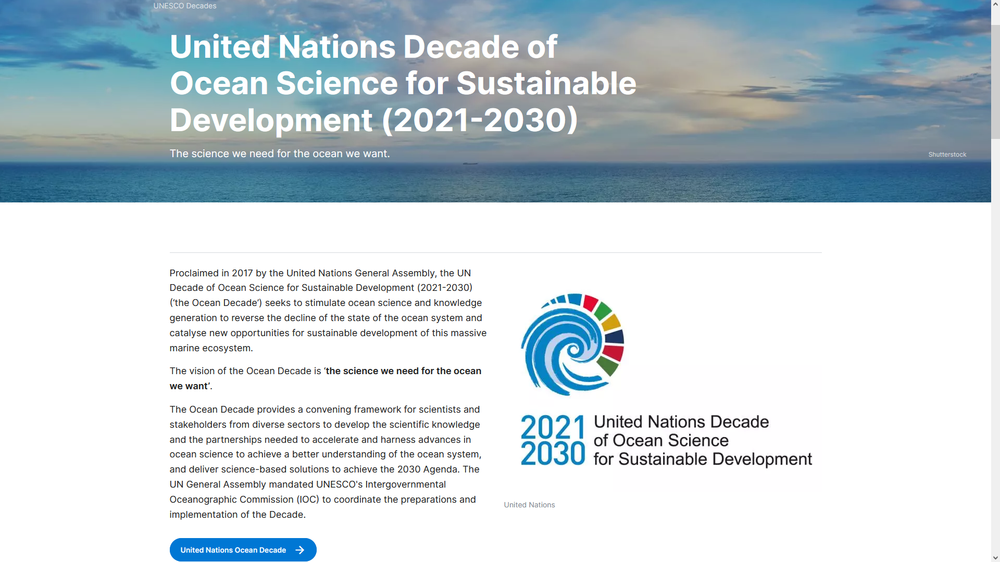 UNESCO Decades
United Nations Decade of
Ocean Science for Sustainable
Development (2021-2030)
The science we need for the ocean we want.
Shutterstock
Proclaimed in 2017 by the United Nations General Assembly, the UN
Decade of Ocean Science for Sustainable Development (2021-2030)
(‘the Ocean Decade’) seeks to stimulate ocean science and knowledge
generation to reverse the decline of the state of the ocean system and
catalyse new opportunities for sustainable development of this massive
marine ecosystem.
The vision of the Ocean Decade is ‘the science we need for the ocean
we want’.
The Ocean Decade provides a convening framework for scientists and
stakeholders from diverse sectors to develop the scientific knowledge
and the partnerships needed to accelerate and harness advances in
ocean science to achieve a better understanding of the ocean system,
and deliver science-based solutions to achieve the 2030 Agenda. The
UN General Assembly mandated UNESCO's Intergovernmental
Oceanographic Commission (IOC) to coordinate the preparations and
implementation of the Decade.
United Nations Ocean Decade
2021
2030
United Nations Decade
of Ocean Science
for Sustainable Development
United Nations